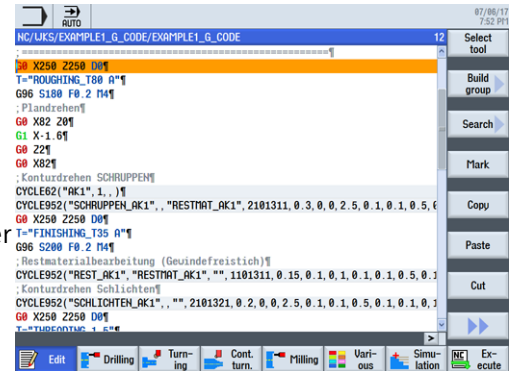 AUTO
07/06/17
7:52 PM
NC/WKS/EXAMPLE1_G_CODE/EXAMPLE1_G_CODE 12
Select tool
;====================================================¶
G0 X250 Z250 D0¶
T="ROUGHING_T80 A"¶
Build group
G96 S180 F0.2 M4¶
;Plandrehen¶
G0 X82 Z0¶
Search
G1 X-1.6¶
G0 Z2¶
G0 X82¶
Mark
;Konturdrehen SCHRUPPEN¶
CYCLE62("AK1",1,,)¶
CYCLE952("SCHRUPPEN_AK1",,"RESTMAT_AK1",2101311,0.3,0,0,2.5,0.1,0.1,0.5,
Copy
G0 X250 Z250 D0¶
er
T="FINISHING_T35 A"¶
G96 S200 F0.2 M4¶
Paste
;Restmaterialbearbeitung (Gewindefreistich)¶
CYCLE952("REST_AK1","RESTMAT_AK1","",1101311,0.15,0.1,0,1,0.1,0.1,0.5,0.1
;Konturdrehen Schlichten¶
Cut
CYCLE952("SCHLICHTEN_AK1",,"",2101321,0.2,0,0,2.5,0.1,0.1,0.5,0.1,0.1,0,1
G0 X250 Z250 D0¶
T="THREADING 1.5"¶
Edit
Drilling
Turn-ing
Cont. turn.
Milling
Vari-ous
Simu-lation
NC Ex-ecute